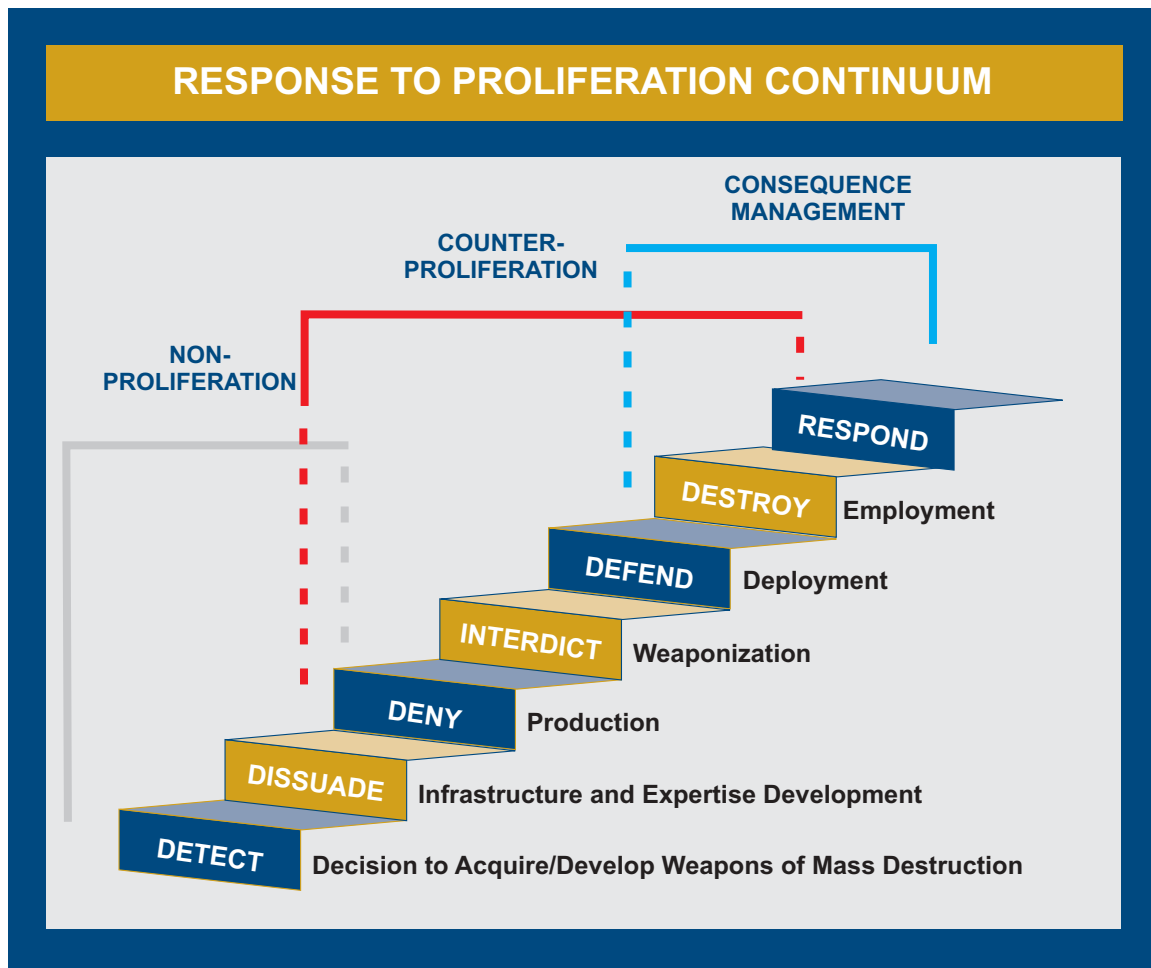 RESPONSE TO PROLIFERATION CONTINUUM
CONSEQUENCE
MANAGEMENT
COUNTER-
PROLIFERATION
NON-
PROLIFERATION
RESPOND
DESTROY
Employment
DEFEND
Deployment
INTERDICT
Weaponization
DENY
Production
DISSUADE
Infrastructure and Expertise Development
DETECT
Decision to Acquire/Develop Weapons of Mass Destruction